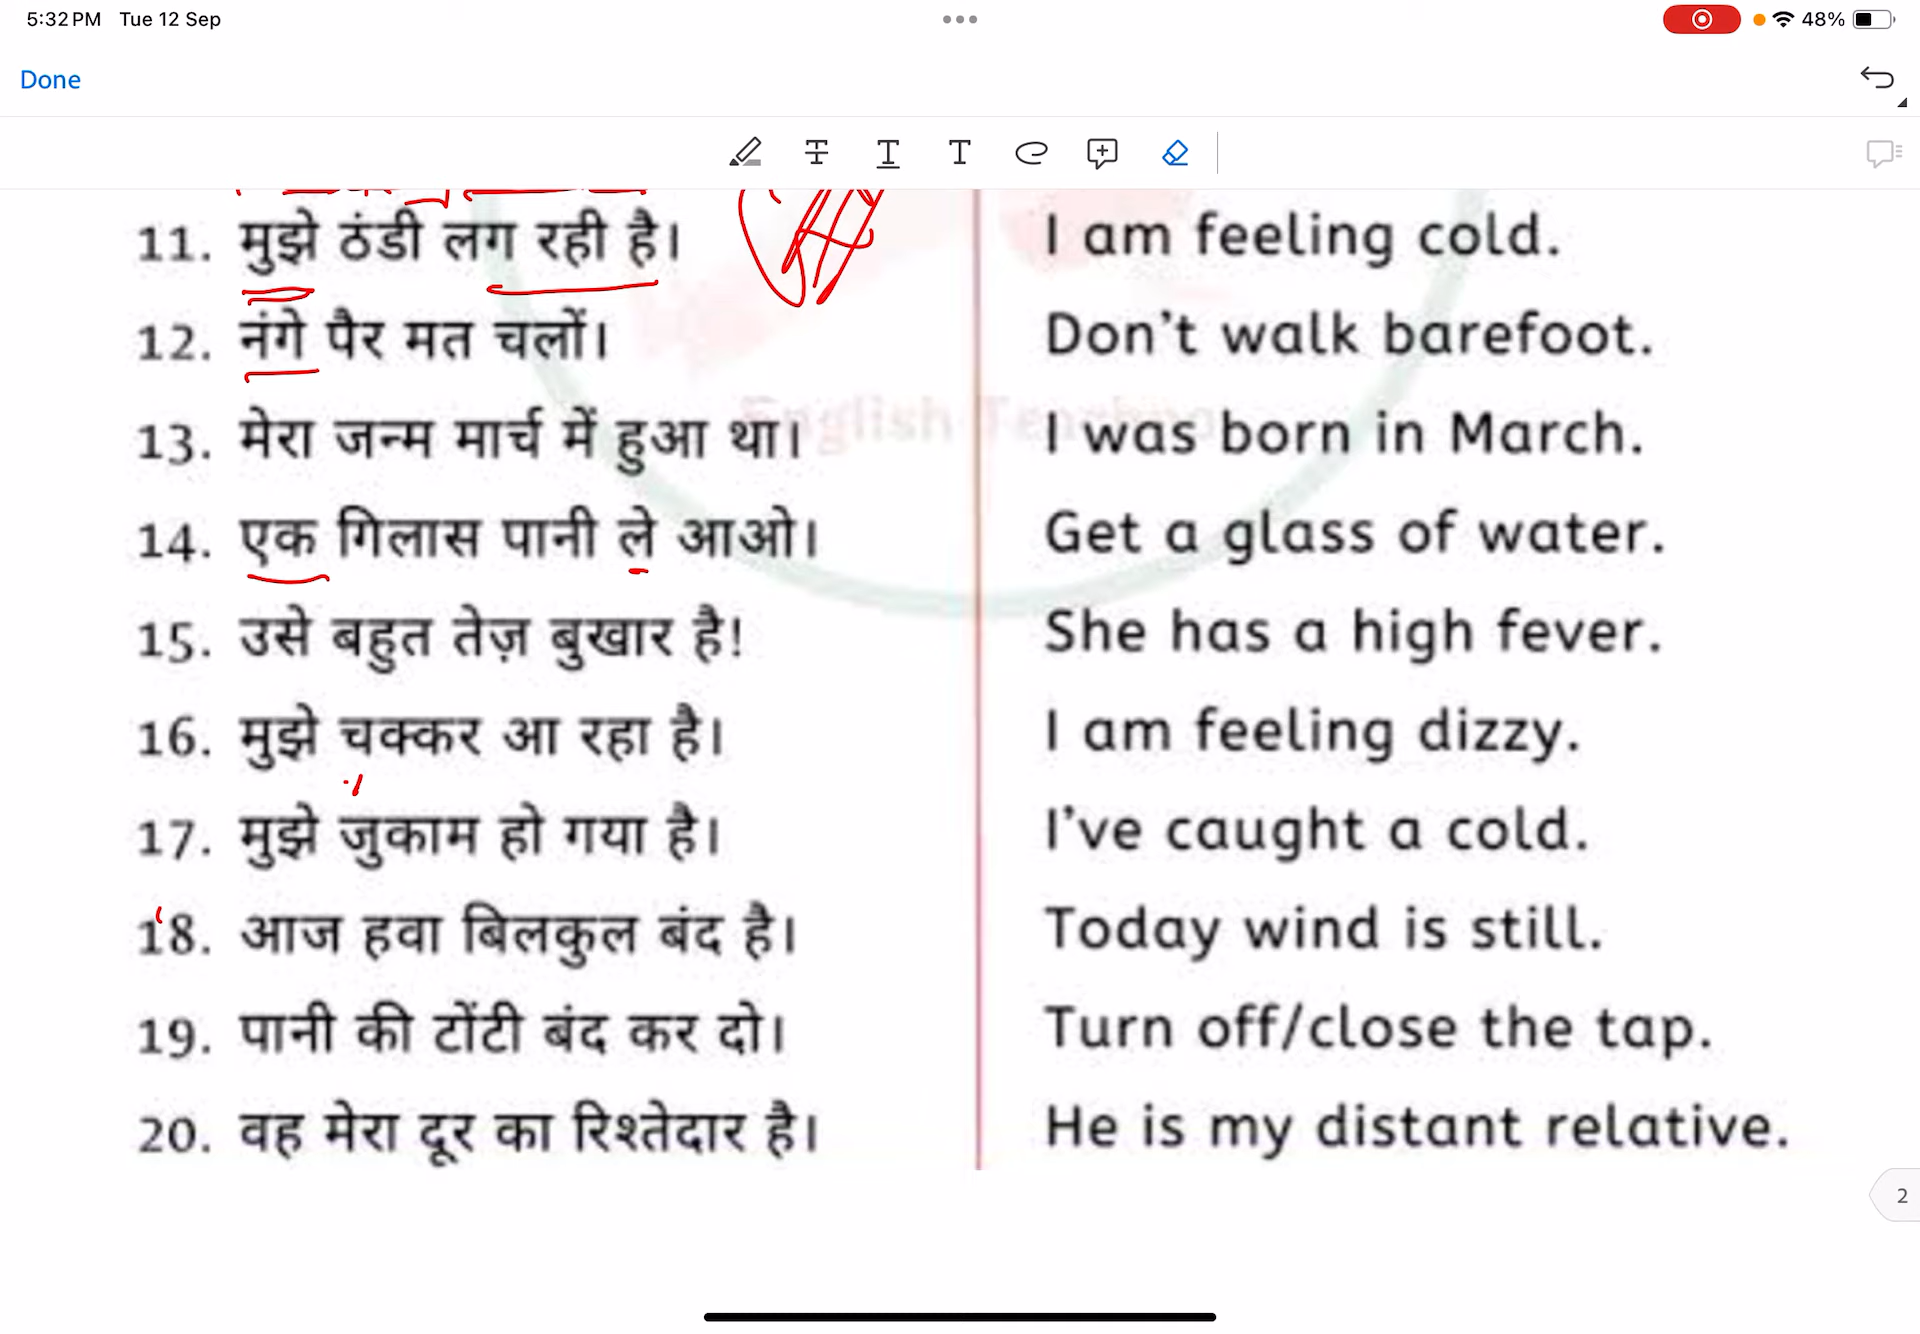 5:32 PM Tue 12 Sep
48%
Done
11. मुझे ठंडी लग रही है। I am feeling cold.
12. नंगे पैर मत चलों। Don’t walk barefoot.
English
13. मेरा जन्म मार्च में हुआ था। I was born in March.
14. एक गिलास पानी ले आओ। Get a glass of water.
15. उसे बहुत तेज़ बुखार है! She has a high fever.
16. मुझे चक्कर आ रहा है। I am feeling dizzy.
17. मुझे जुकाम हो गया है। I’ve caught a cold.
18. आज हवा बिलकुल बंद है। Today wind is still.
19. पानी की टोंटी बंद कर दो। Turn off/close the tap.
20. वह मेरा दूर का रिश्तेदार है। He is my distant relative.
2